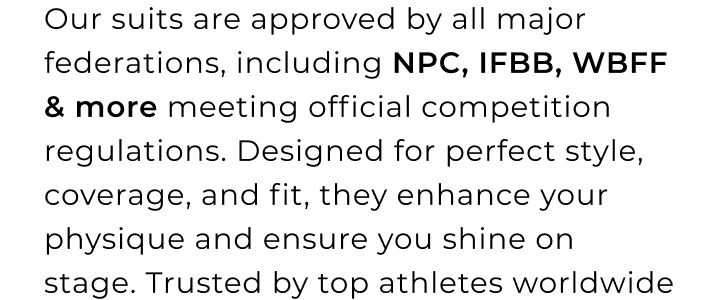 Our suits are approved by all major
federations, including NPC, IFBB, WBFF
& more meeting official competition
regulations. Designed for perfect style,
coverage, and fit, they enhance your
physique and ensure you shine on
stage. Trusted by top athletes worldwide